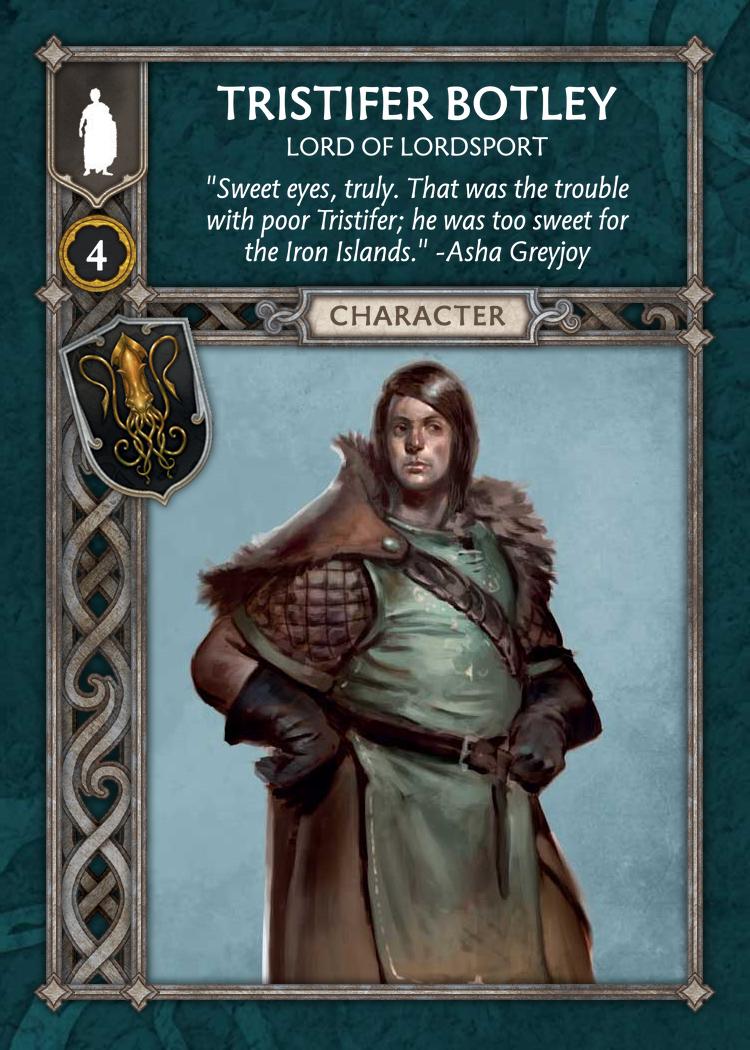 TRISTIFER BOTLEY
LORD OF LORDSPORT
"Sweet eyes, truly. That was the trouble
with poor Tristifer; he was too sweet for
the Iron Islands." -Asha Greyjoy
4
CHARACTER